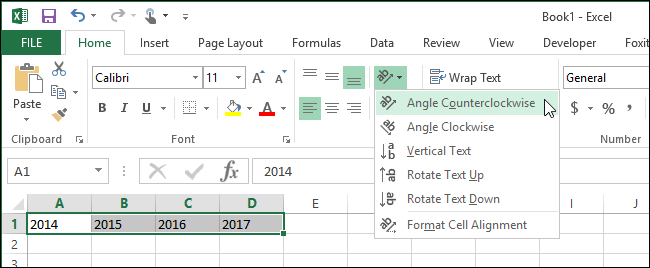 Book1 - Excel
FILE Home Insert Page Layout Formulas Data Review View Developer Foxit
Paste Calibri 11 A A Wrap Text General
B I U A $ % ,
Clipboard Font Number
Angle Counterclockwise
Angle Clockwise
Vertical Text
Rotate Text Up
Rotate Text Down
Format Cell Alignment
A1 fx 2014
A B C D E I J
1 2014 2015 2016 2017
2
3